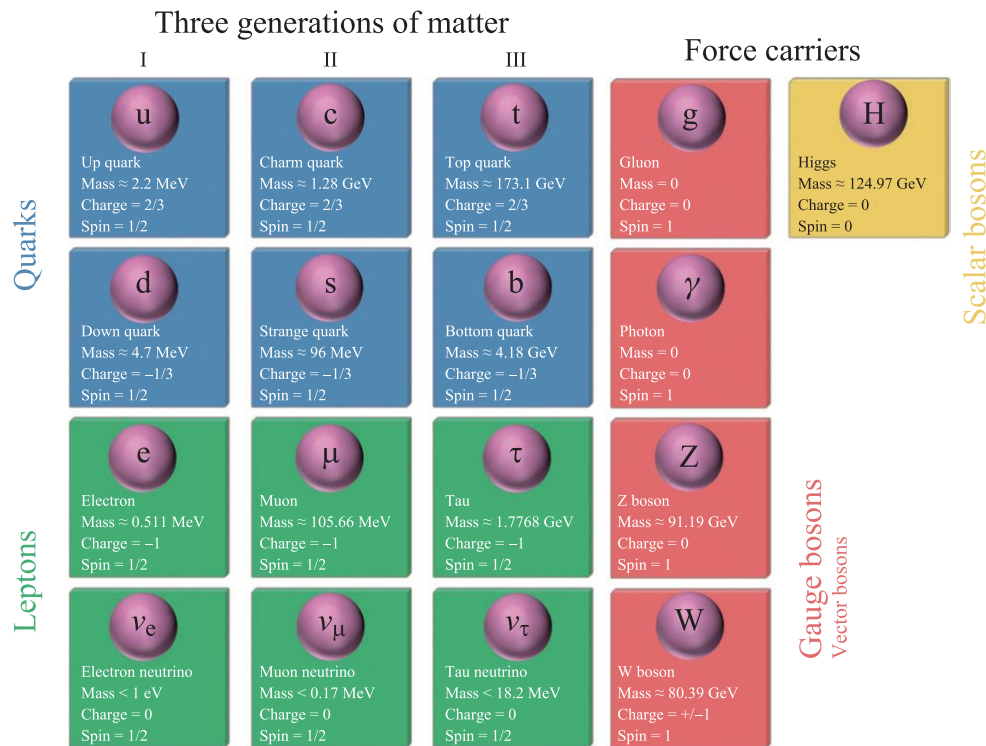 Three generations of matter
I
II
III
Force carriers
Quarks
Leptons
u
Up quark
Mass ≈ 2.2 MeV
Charge = 2/3
Spin = 1/2
c
Charm quark
Mass ≈ 1.28 GeV
Charge = 2/3
Spin = 1/2
t
Top quark
Mass ≈ 173.1 GeV
Charge = 2/3
Spin = 1/2
g
Gluon
Mass = 0
Charge = 0
Spin = 1
H
Higgs
Mass ≈ 124.97 GeV
Charge = 0
Spin = 0
d
Down quark
Mass ≈ 4.7 MeV
Charge = –1/3
Spin = 1/2
s
Strange quark
Mass ≈ 96 MeV
Charge = –1/3
Spin = 1/2
b
Bottom quark
Mass ≈ 4.18 GeV
Charge = –1/3
Spin = 1/2
γ
Photon
Mass = 0
Charge = 0
Spin = 1
e
Electron
Mass ≈ 0.511 MeV
Charge = –1
Spin = 1/2
μ
Muon
Mass ≈ 105.66 MeV
Charge = –1
Spin = 1/2
τ
Tau
Mass ≈ 1.7768 GeV
Charge = –1
Spin = 1/2
Z
Z boson
Mass ≈ 91.19 GeV
Charge = 0
Spin = 1
νe
Electron neutrino
Mass < 1 eV
Charge = 0
Spin = 1/2
νμ
Muon neutrino
Mass < 0.17 MeV
Charge = 0
Spin = 1/2
ντ
Tau neutrino
Mass < 18.2 MeV
Charge = 0
Spin = 1/2
W
W boson
Mass ≈ 80.39 GeV
Charge = +/–1
Spin = 1
Scalar bosons
Gauge bosons
Vector bosons